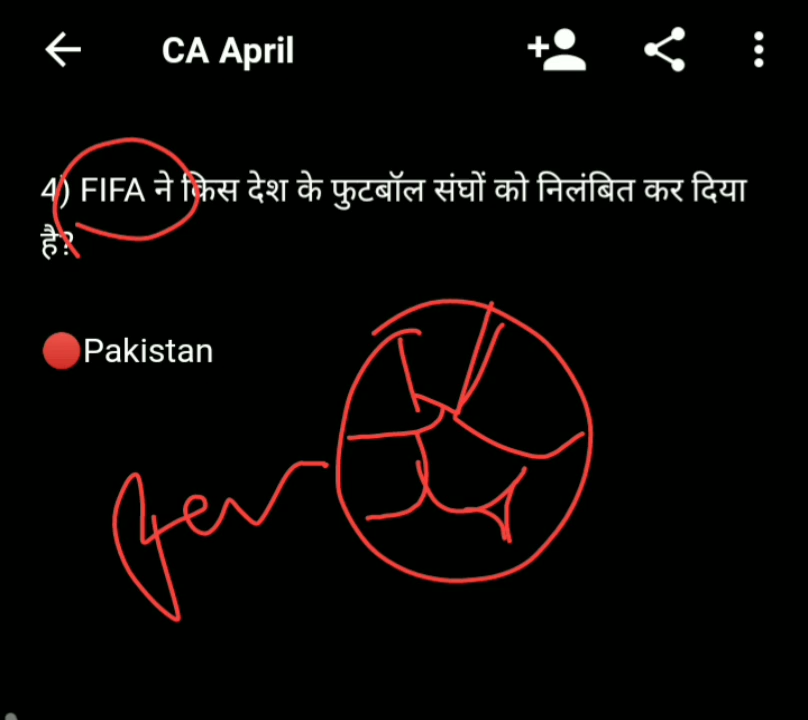 CA April
4) FIFA ने किस देश के फुटबॉल संघों को निलंबित कर दिया
है?
🔴Pakistan